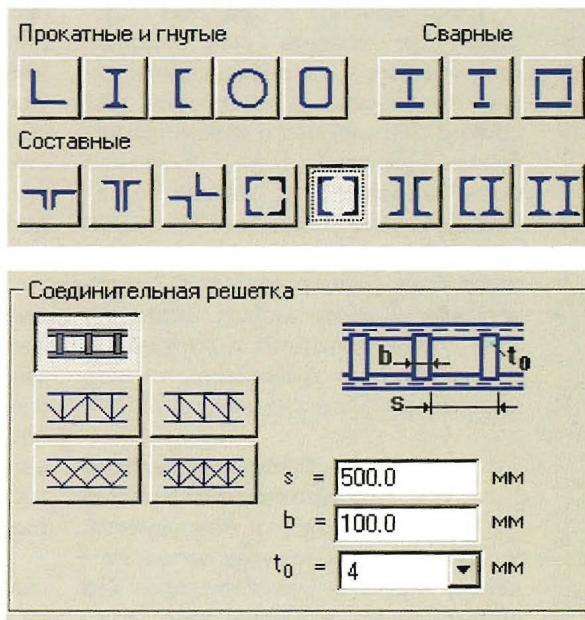 Прокатные и гнутые Сварные
Составные
Соединительная решетка
b t₀
s
s = 500.0 мм
b = 100.0 мм
t₀ = 4 мм